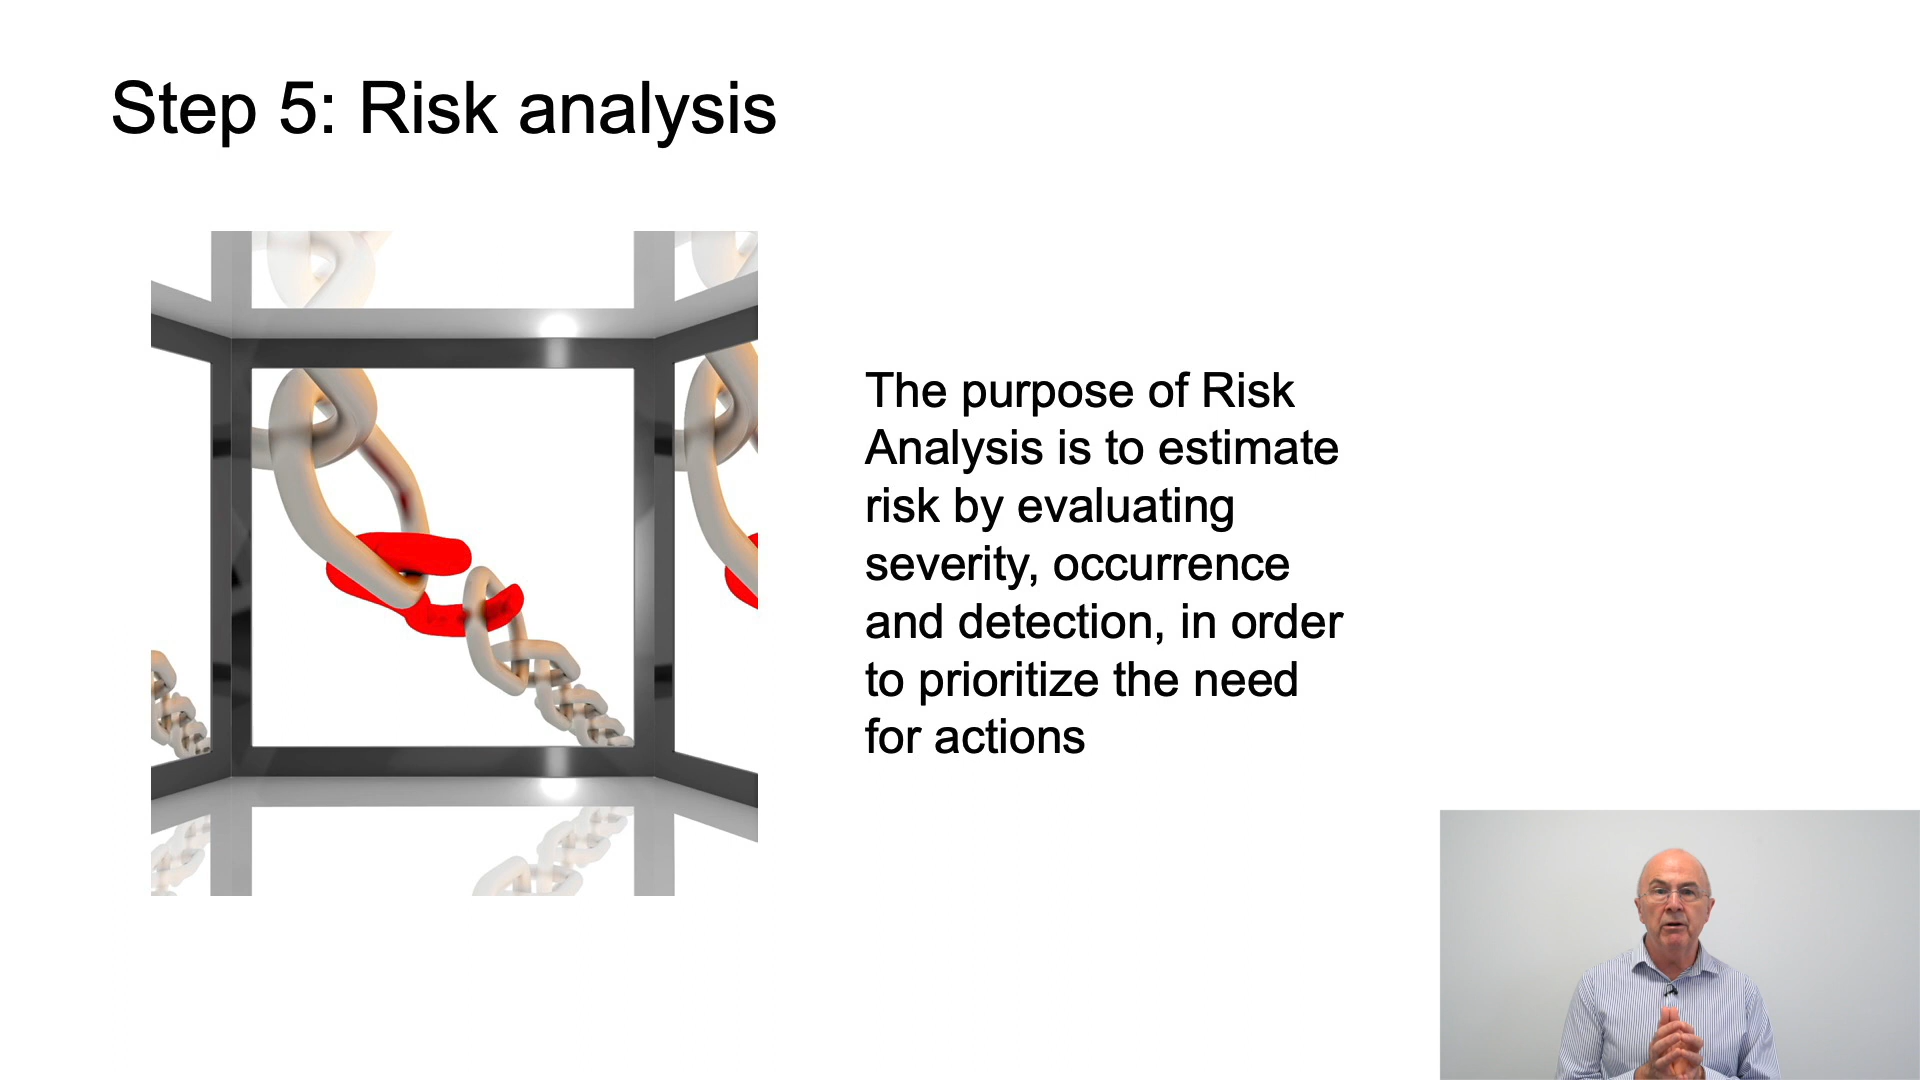 Step 5: Risk analysis
The purpose of Risk
Analysis is to estimate
risk by evaluating
severity, occurrence
and detection, in order
to prioritize the need
for actions